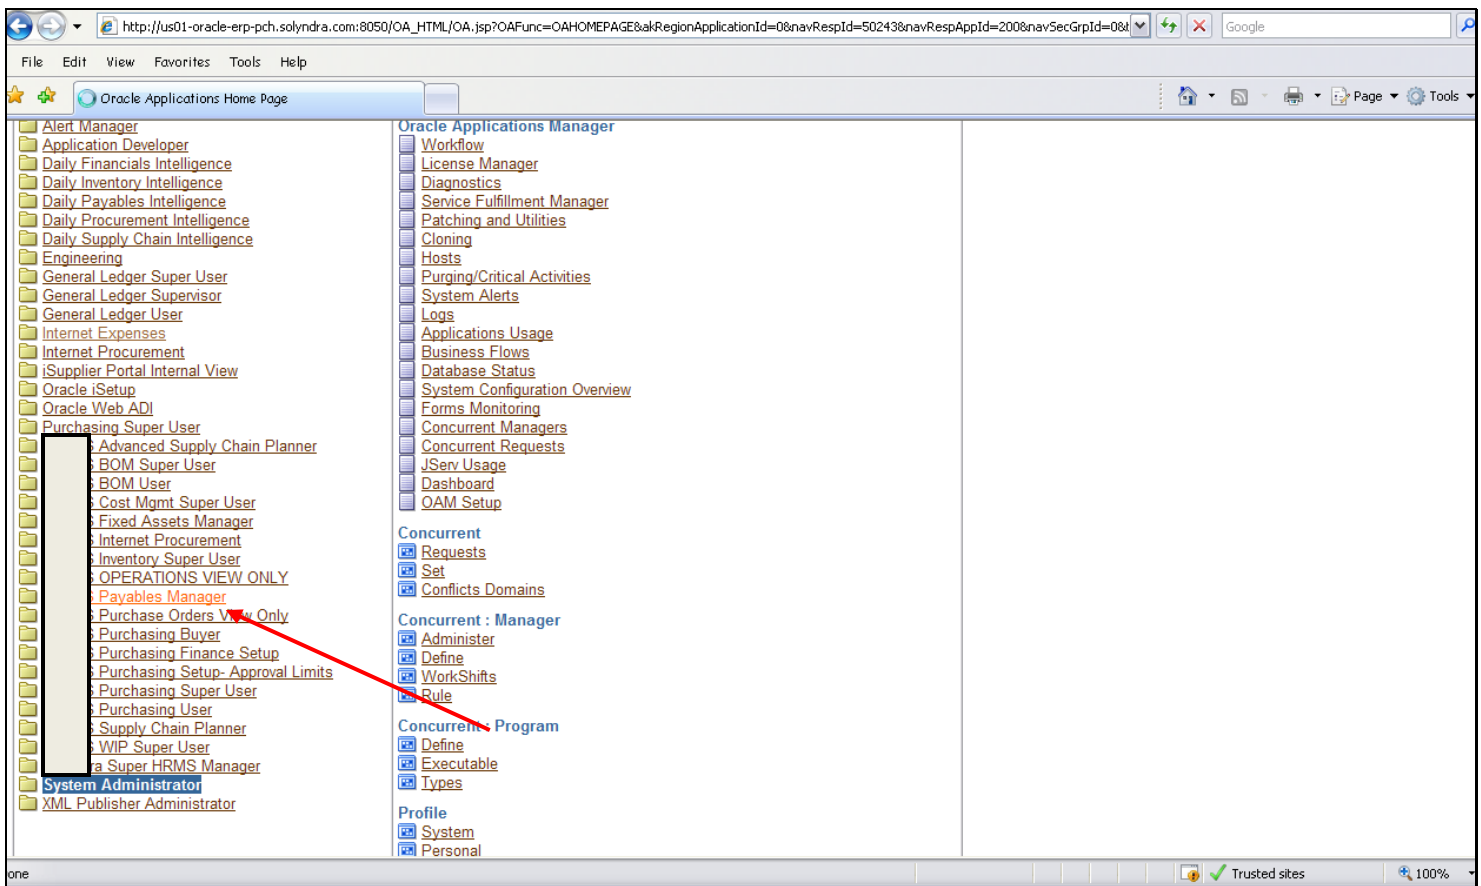 http://us01-oracle-erp-pch.solyndra.com:8050/OA_HTML/OA.jsp?OAFunc=OAHOMEPAGE&akRegionApplicationId=0&navRespId=50243&navRespAppId=200&navSecGrpId=0&t
Google
File Edit View Favorites Tools Help
Oracle Applications Home Page
Page Tools
Alert Manager
Application Developer
Daily Financials Intelligence
Daily Inventory Intelligence
Daily Payables Intelligence
Daily Procurement Intelligence
Daily Supply Chain Intelligence
Engineering
General Ledger Super User
General Ledger Supervisor
General Ledger User
Internet Expenses
Internet Procurement
iSupplier Portal Internal View
Oracle iSetup
Oracle Web ADI
Purchasing Super User
S Advanced Supply Chain Planner
S BOM Super User
S BOM User
S Cost Mgmt Super User
S Fixed Assets Manager
S Internet Procurement
S Inventory Super User
S OPERATIONS VIEW ONLY
S Payables Manager
S Purchase Orders View Only
S Purchasing Buyer
S Purchasing Finance Setup
S Purchasing Setup- Approval Limits
S Purchasing Super User
S Purchasing User
S Supply Chain Planner
S WIP Super User
ra Super HRMS Manager
System Administrator
XML Publisher Administrator
Oracle Applications Manager
Workflow
License Manager
Diagnostics
Service Fulfillment Manager
Patching and Utilities
Cloning
Hosts
Purging/Critical Activities
System Alerts
Logs
Applications Usage
Business Flows
Database Status
System Configuration Overview
Forms Monitoring
Concurrent Managers
Concurrent Requests
JServ Usage
Dashboard
OAM Setup
Concurrent
Requests
Set
Conflicts Domains
Concurrent : Manager
Administer
Define
WorkShifts
Rule
Concurrent : Program
Define
Executable
Types
Profile
System
Personal
one
Trusted sites
100%